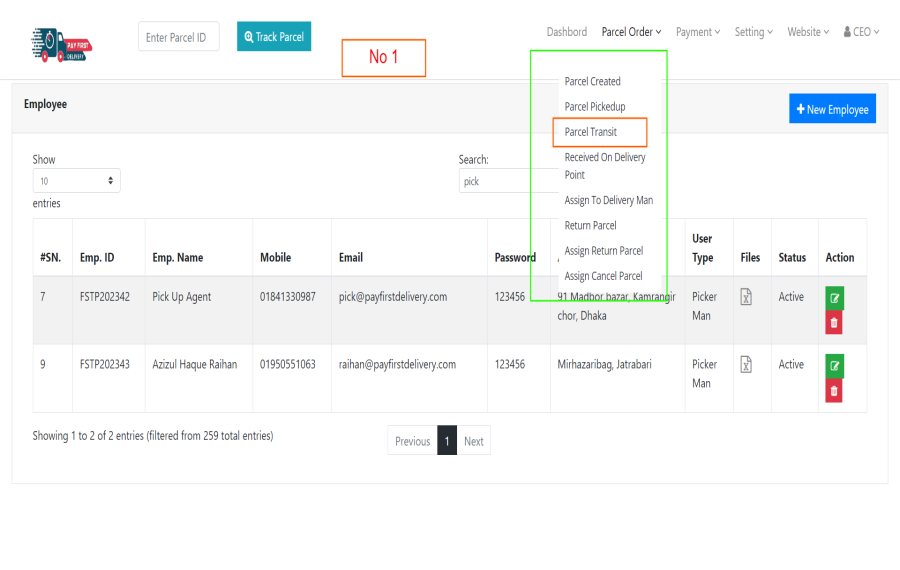 PAY FIRST
DELIVERY
Enter Parcel ID
Track Parcel
No 1
Dashbord Parcel Order Payment Setting Website CEO
Parcel Created
Parcel Pickedup
Parcel Transit
Received On Delivery
Point
Assign To Delivery Man
Return Parcel
Assign Return Parcel
Assign Cancel Parcel
Employee
New Employee
Show
10
entries
Search:
pick
#SN. Emp. ID Emp. Name Mobile Email Password User Type Files Status Action
7 FSTP202342 Pick Up Agent 01841330987 pick@payfirstdelivery.com 123456 91 Madbor bazar, Kamrangir Picker Active
chor, Dhaka Man
9 FSTP202343 Azizul Haque Raihan 01950551063 raihan@payfirstdelivery.com 123456 Mirhazaribag, Jatrabari Picker Active
Man
Showing 1 to 2 of 2 entries (filtered from 259 total entries)
Previous 1 Next